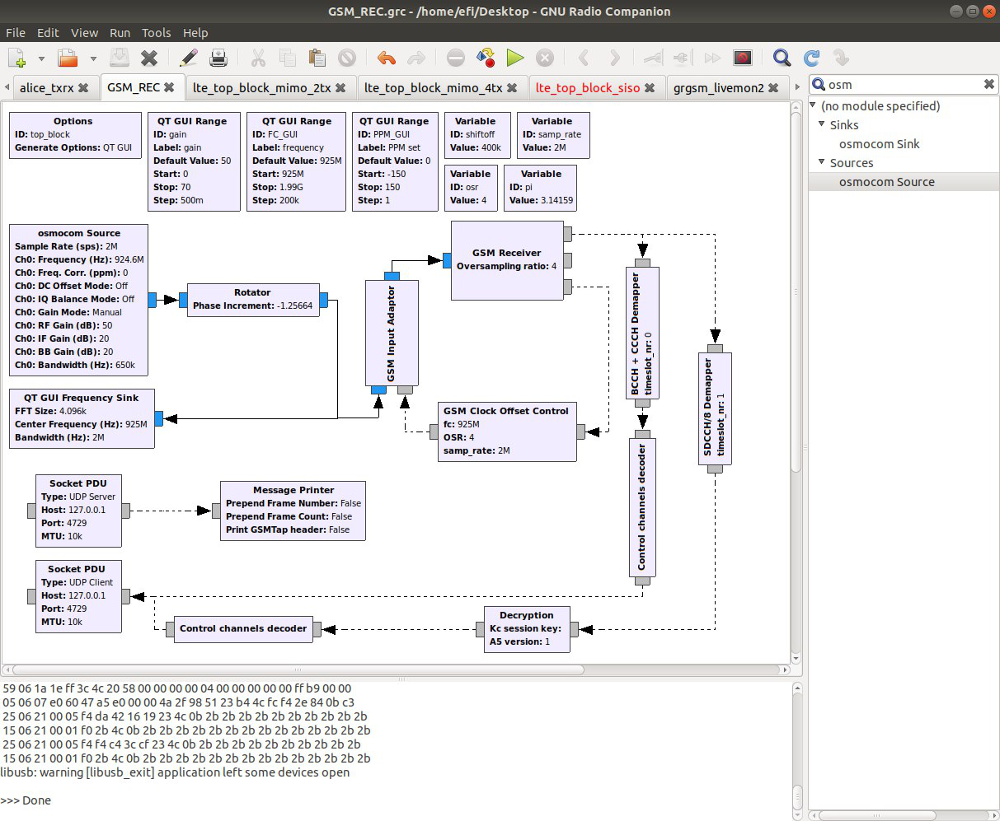 GSM_REC.grc - /home/efi/Desktop - GNU Radio Companion
File Edit View Run Tools Help
alice_txrx GSM_REC lte_top_block_mimo_2tx lte_top_block_mimo_4tx lte_top_block_siso grgsm_livemon2
osm
(no module specified)
Sinks
osmocom Sink
Sources
osmocom Source
Options
ID: top_block
Generate Options: QT GUI
QT GUI Range
ID: gain
Label: gain
Default Value: 50
Start: 0
Stop: 70
Step: 500m
QT GUI Range
ID: FC_GUI
Label: frequency
Default Value: 925M
Start: 925M
Stop: 1.99G
Step: 200k
QT GUI Range
ID: PPM_GUI
Label: PPM set
Default Value: 0
Start: -150
Stop: 150
Step: 1
Variable
ID: shiftoff
Value: 400k
Variable
ID: samp_rate
Value: 2M
Variable
ID: osr
Value: 4
Variable
ID: pi
Value: 3.14159
osmocom Source
Sample Rate (sps): 2M
Ch0: Frequency (Hz): 924.6M
Ch0: Freq. Corr. (ppm): 0
Ch0: DC Offset Mode: Off
Ch0: IQ Balance Mode: Off
Ch0: Gain Mode: Manual
Ch0: RF Gain (dB): 50
Ch0: IF Gain (dB): 20
Ch0: BB Gain (dB): 20
Ch0: Bandwidth (Hz): 650k
Rotator
Phase Increment: -1.25664
GSM Input Adaptor
GSM Receiver
Oversampling ratio: 4
BCCH + CCCH Demapper
timeslot_nr: 0
SDCCH/8 Demapper
timeslot_nr: 1
QT GUI Frequency Sink
FFT Size: 4.096k
Center Frequency (Hz): 925M
Bandwidth (Hz): 2M
GSM Clock Offset Control
fc: 925M
OSR: 4
samp_rate: 2M
Control channels decoder
Socket PDU
Type: UDP Server
Host: 127.0.0.1
Port: 4729
MTU: 10k
Message Printer
Prepend Frame Number: False
Prepend Frame Count: False
Print GSMTap header: False
Socket PDU
Type: UDP Client
Host: 127.0.0.1
Port: 4729
MTU: 10k
Control channels decoder
Decryption
Kc session key:
A5 version: 1
59 06 1a 1e ff 3c 4c 20 58 00 00 00 00 04 00 00 00 00 00 ff b9 00 00
05 06 07 e0 60 47 a5 e0 00 00 4a 2f 98 51 23 b4 4c fc f4 2e 84 0b c3
25 06 21 00 05 f4 da 42 16 19 23 4c 0b 2b 2b 2b 2b 2b 2b 2b 2b 2b 2b
15 06 21 00 01 f0 2b 4c 0b 2b 2b 2b 2b 2b 2b 2b 2b 2b 2b 2b 2b 2b 2b
25 06 21 00 05 f4 f4 c4 3c cf 23 4c 0b 2b 2b 2b 2b 2b 2b 2b 2b 2b 2b
15 06 21 00 01 f0 2b 4c 0b 2b 2b 2b 2b 2b 2b 2b 2b 2b 2b 2b 2b 2b 2b
libusb: warning [libusb_exit] application left some devices open
>>> Done